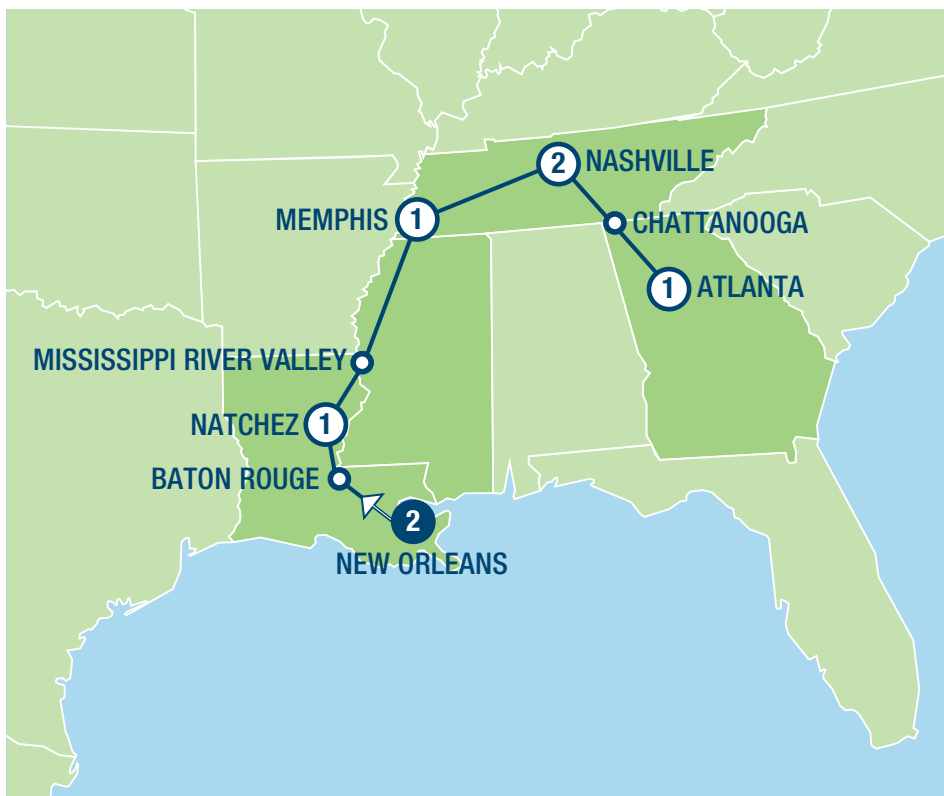 2 NASHVILLE
MEMPHIS 1
CHATTANOOGA
1 ATLANTA
MISSISSIPPI RIVER VALLEY
NATCHEZ 1
BATON ROUGE
2
NEW ORLEANS